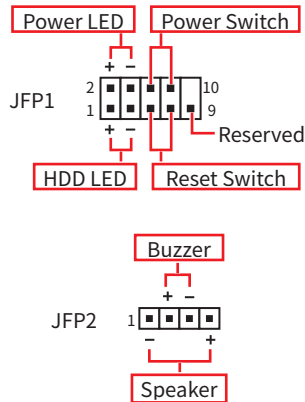 Power LED Power Switch
+ −
2 10
JFP1
1 9
+ −
Reserved
HDD LED Reset Switch
Buzzer
+ −
JFP2 1
− +
Speaker